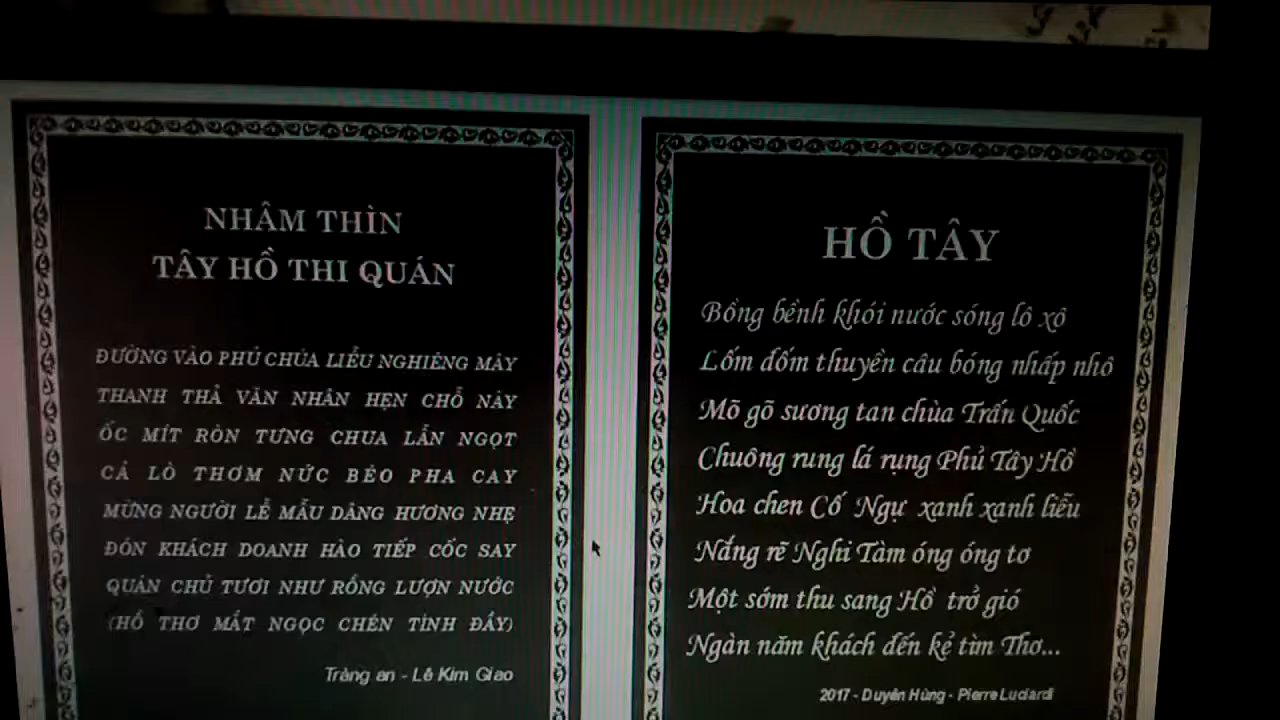 NHÂM THÌN
TÂY HỒ THI QUÁN
ĐƯỜNG VÀO PHỦ CHÚA LIỄU NGHIÊNG MÂY
THANH THẢ VĂN NHÂN HẸN CHỖ NÀY
ỐC MÍT RÒN TƯNG CHUA LẪN NGỌT
CẢ LÒ THƠM NỨC BÉO PHA CAY
MỪNG NGƯỜI LỄ MẪU DÂNG HƯƠNG NHẸ
ĐÓN KHÁCH DOANH HÀO TIẾP CỐC SAY
QUÁN CHỦ TƯƠI NHƯ RỒNG LƯỢN NƯỚC
(HỒ THƠ MẮT NGỌC CHÉN TÌNH ĐẦY)
Tràng an - Lê Kim Giao
HỒ TÂY
Bồng bềnh khói nước sóng lô xô
Lốm đốm thuyền câu bóng nhấp nhô
Mõ gõ sương tan chùa Trấn Quốc
Chuông rung lá rụng Phủ Tây Hồ
Hoa chen Cố Ngự xanh xanh liễu
Nắng rẽ Nghi Tàm óng óng tơ
Một sớm thu sang Hồ trở gió
Ngàn năm khách đến kẻ tìm Thơ...
2017 - Duyên Hùng - Pierre Luciardi